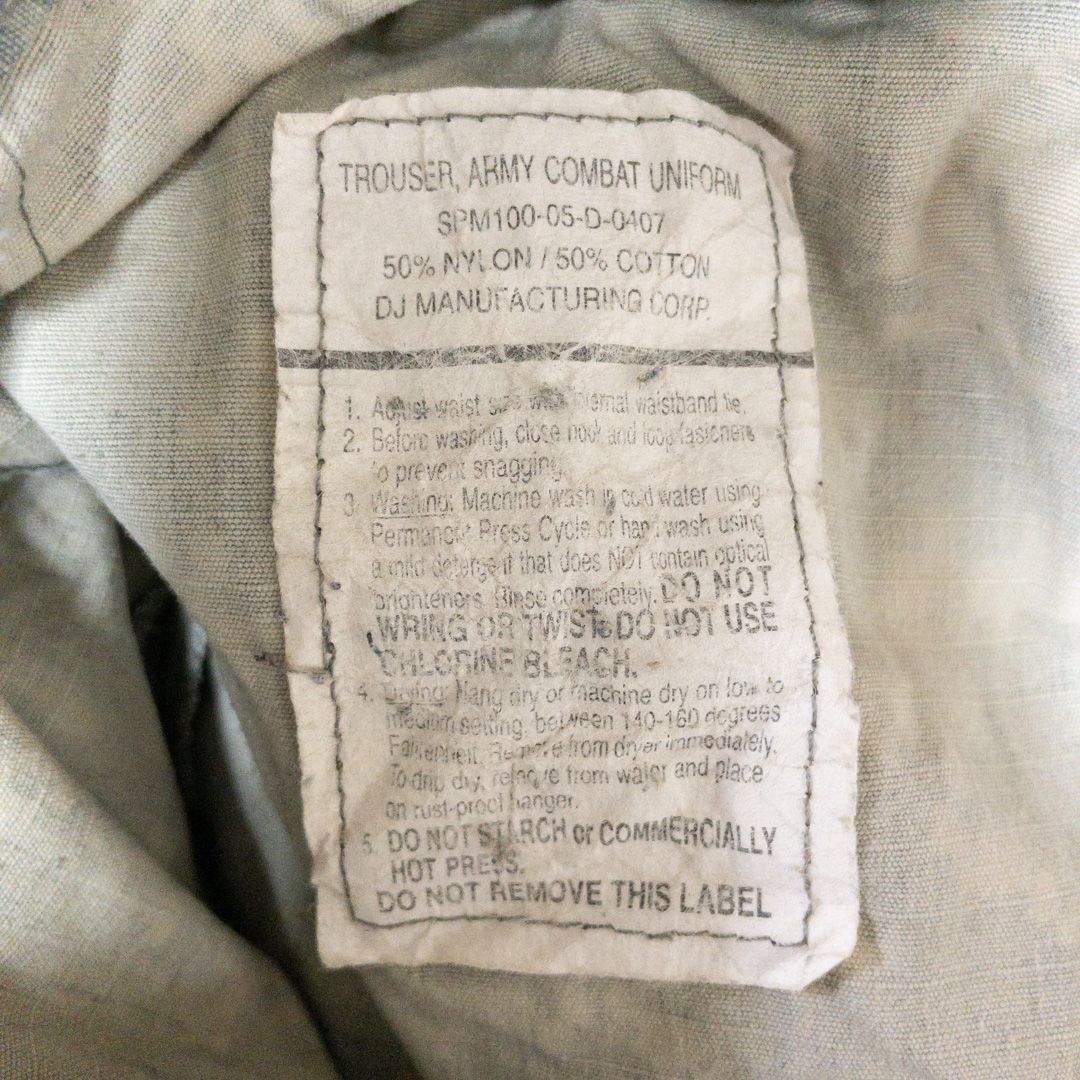 TROUSER, ARMY COMBAT UNIFORM
SPM100-05-D-0407
50% NYLON / 50% COTTON
DJ MANUFACTURING CORP.
1. Adjust waist size with internal waistband tie.
2. Before washing, close hook and loop fasteners
to prevent snagging.
3. Washing: Machine wash in cold water using
Permanent Press Cycle or hand wash using
a mild detergent that does NOT contain optical
brighteners. Rinse completely. DO NOT
WRING OR TWIST. DO NOT USE
CHLORINE BLEACH.
4. Drying: Hang dry or machine dry on low to
medium setting, between 140-160 degrees
Fahrenheit. Remove from dryer immediately.
To drip dry, remove from water and place
on rust-proof hanger.
5. DO NOT STARCH or COMMERCIALLY
HOT PRESS.
DO NOT REMOVE THIS LABEL